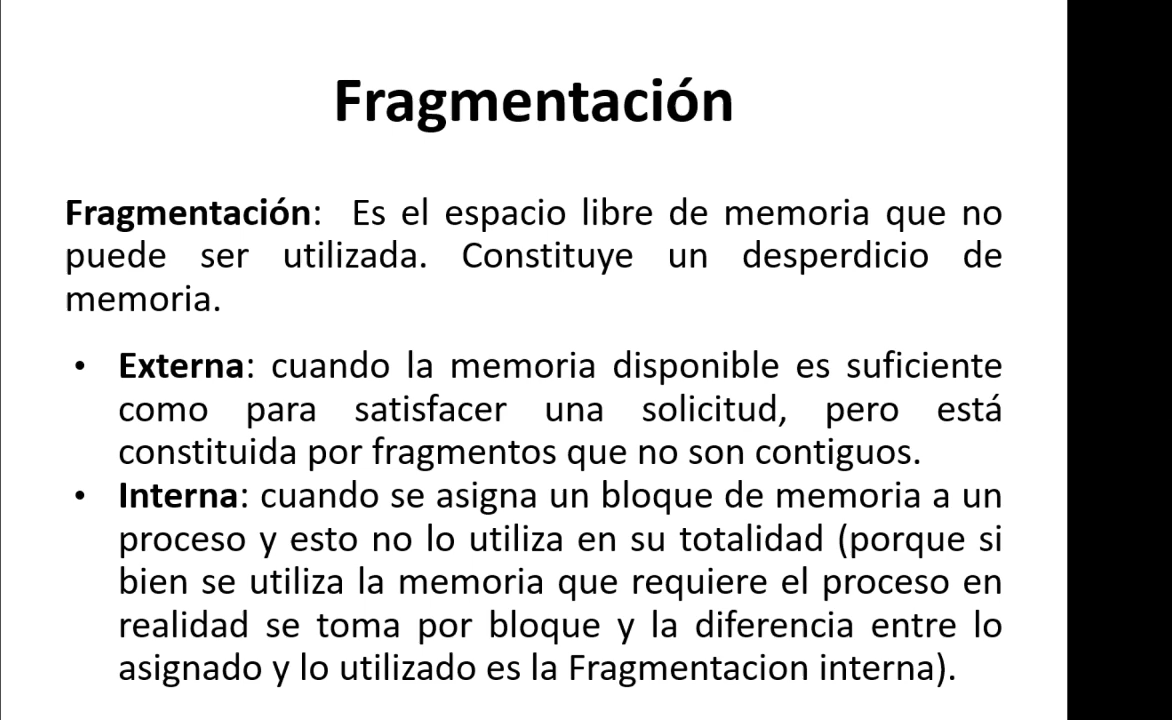 Fragmentación
Fragmentación: Es el espacio libre de memoria que no
puede ser utilizada. Constituye un desperdicio de
memoria.
• Externa: cuando la memoria disponible es suficiente
como para satisfacer una solicitud, pero está
constituida por fragmentos que no son contiguos.
• Interna: cuando se asigna un bloque de memoria a un
proceso y esto no lo utiliza en su totalidad (porque si
bien se utiliza la memoria que requiere el proceso en
realidad se toma por bloque y la diferencia entre lo
asignado y lo utilizado es la Fragmentacion interna).